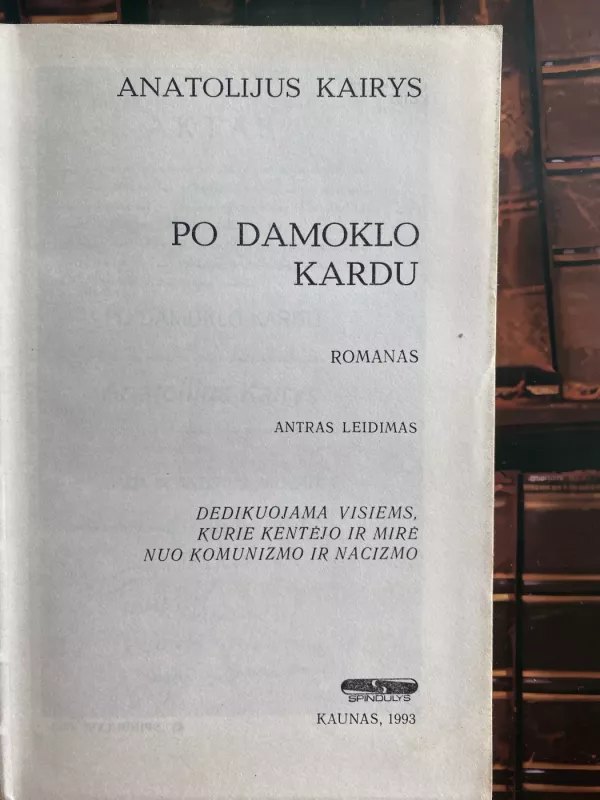 ANATOLIJUS KAIRYS
PO DAMOKLO
KARDU
ROMANAS
ANTRAS LEIDIMAS
DEDIKUOJAMA VISIEMS,
KURIE KENTĖJO IR MIRĖ
NUO KOMUNIZMO IR NACIZMO
SPINDULYS
KAUNAS, 1993